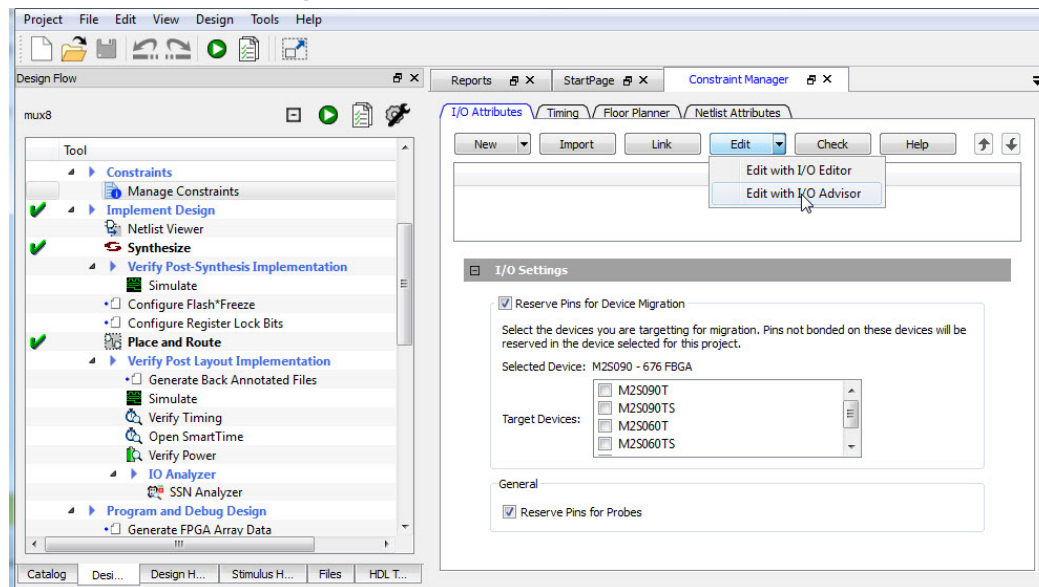 Project File Edit View Design Tools Help
Design Flow
Reports
StartPage
Constraint Manager
mux8
I/O Attributes
Timing
Floor Planner
Netlist Attributes
New
Import
Link
Edit
Check
Help
Edit with I/O Editor
Edit with I/O Advisor
Tool
Constraints
Manage Constraints
Implement Design
Netlist Viewer
Synthesize
Verify Post-Synthesis Implementation
Simulate
Configure Flash*Freeze
Configure Register Lock Bits
Place and Route
Verify Post Layout Implementation
Generate Back Annotated Files
Simulate
Verify Timing
Open SmartTime
Verify Power
IO Analyzer
SSN Analyzer
Program and Debug Design
Generate FPGA Array Data
I/O Settings
Reserve Pins for Device Migration
Select the devices you are targetting for migration. Pins not bonded on these devices will be
reserved in the device selected for this project.
Selected Device: M2S090 - 676 FBGA
Target Devices:
M2S090T
M2S090TS
M2S060T
M2S060TS
General
Reserve Pins for Probes
Catalog
Desi...
Design H...
Stimulus H...
Files
HDL T...